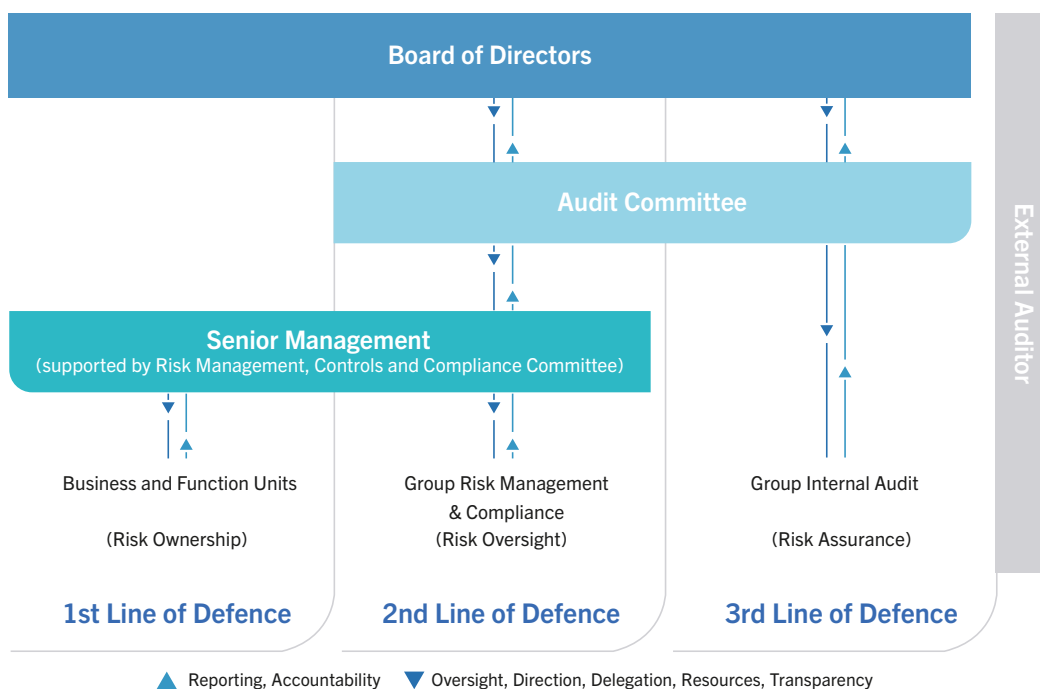 Board of Directors
Audit Committee
External Auditor
Senior Management
(supported by Risk Management, Controls and Compliance Committee)
Business and Function Units
(Risk Ownership)
1st Line of Defence
Group Risk Management
& Compliance
(Risk Oversight)
2nd Line of Defence
Group Internal Audit
(Risk Assurance)
3rd Line of Defence
Reporting, Accountability
Oversight, Direction, Delegation, Resources, Transparency